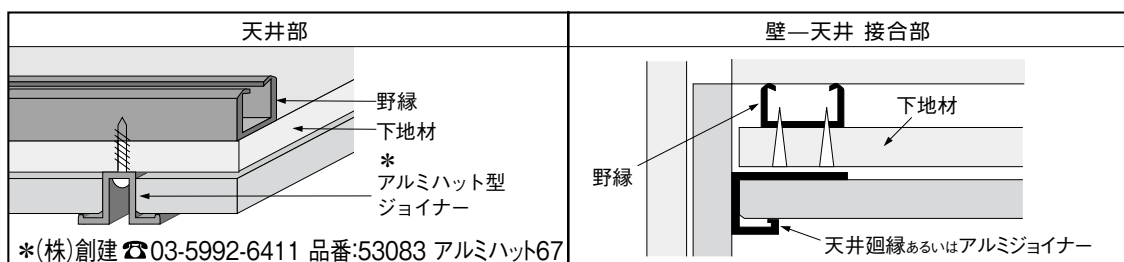 天井部
野縁
下地材
*
アルミハット型
ジョイナー
*(株)創建 ☎03-5992-6411 品番:53083 アルミハット67
壁―天井 接合部
下地材
野縁
天井廻縁あるいはアルミジョイナー